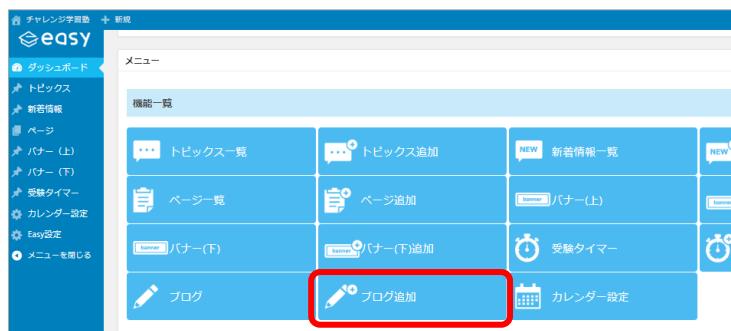 チャレンジ学習塾 + 新規
easy
ダッシュボード
トピックス
新着情報
ページ
バナー（上）
バナー（下）
受験タイマー
カレンダー設定
Easy設定
メニューを閉じる
メニュー
機能一覧
トピックス一覧
トピックス追加
NEW 新着情報一覧
NEW
ページ一覧
ページ追加
banner バナー(上)
banner
banner バナー(下)
banner バナー(下)追加
受験タイマー
ブログ
ブログ追加
カレンダー設定